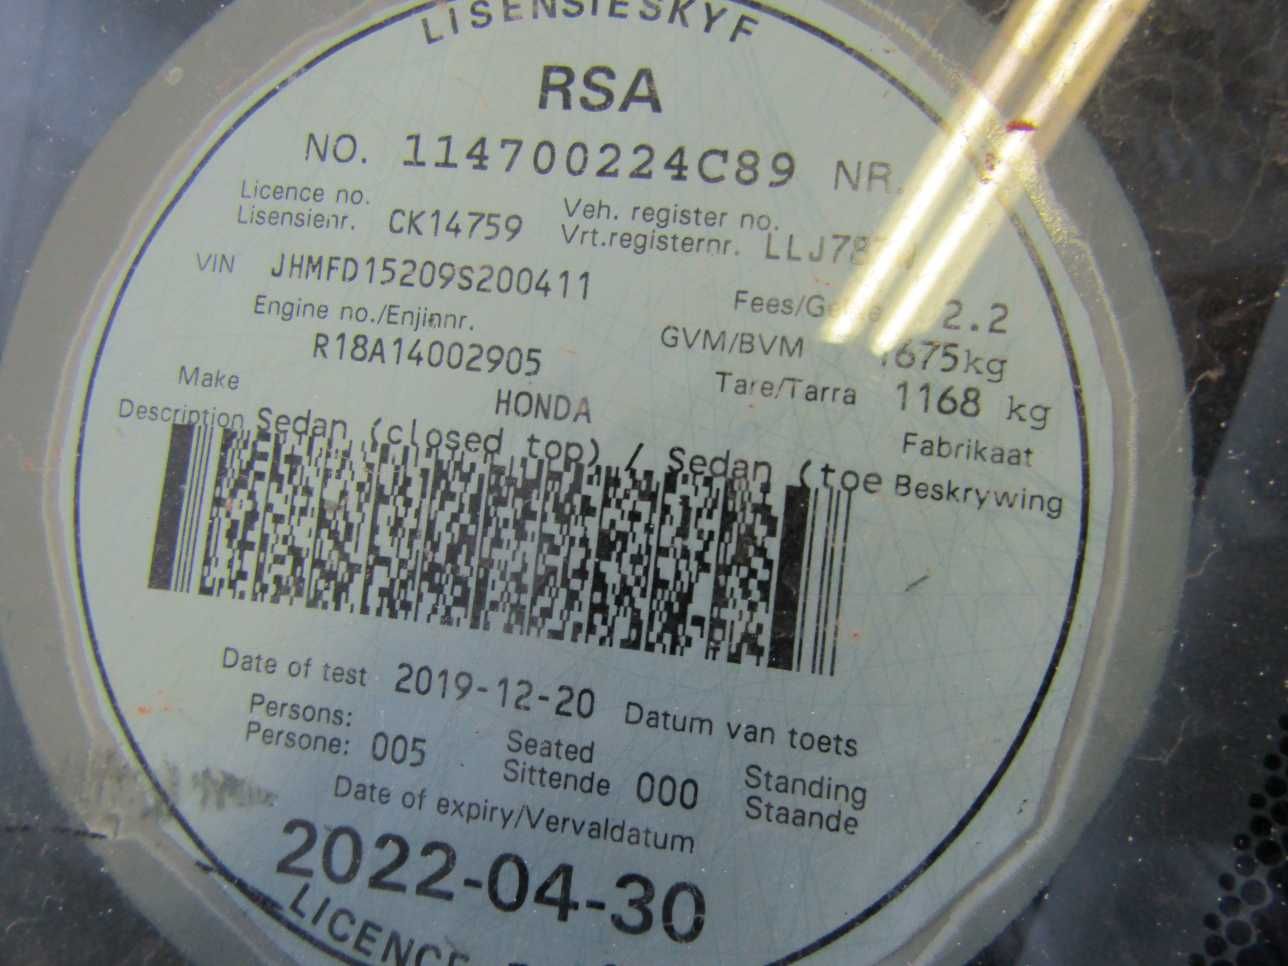 LISENSIESKYF
RSA
NO. 114700224C89 NR.
Licence no.
Lisensienr. CK14759
Veh. register no.
Vrt.registernr.
VIN JHMFD15209S200411
Fees/Gelde 2.2
Engine no./Enjinnr.
R18A14002905
GVM/BVM 1675kg
Tare/Tarra 1168 kg
Make HONDA Fabrikaat
Description Sedan (closed top) / Sedan (toe Beskrywing
Date of test 2019-12-20 Datum van toets
Persons:
Persone: 005
Seated
Sittende 000
Standing
Staande
Date of expiry/Vervaldatum
2022-04-30
LICENCE